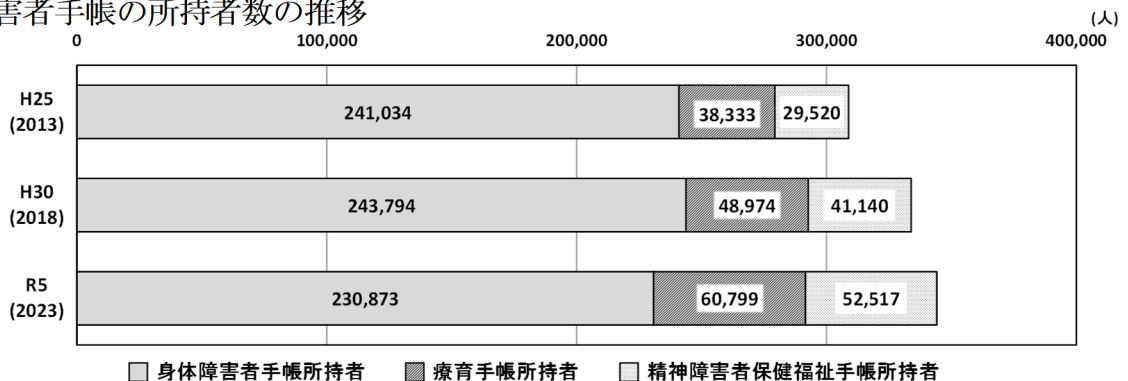 害者手帳の所持者数の推移
(人)
0 100,000 200,000 300,000 400,000
H25
(2013)
241,034 38,333 29,520
H30
(2018)
243,794 48,974 41,140
R5
(2023)
230,873 60,799 52,517
身体障害者手帳所持者 療育手帳所持者 精神障害者保健福祉手帳所持者